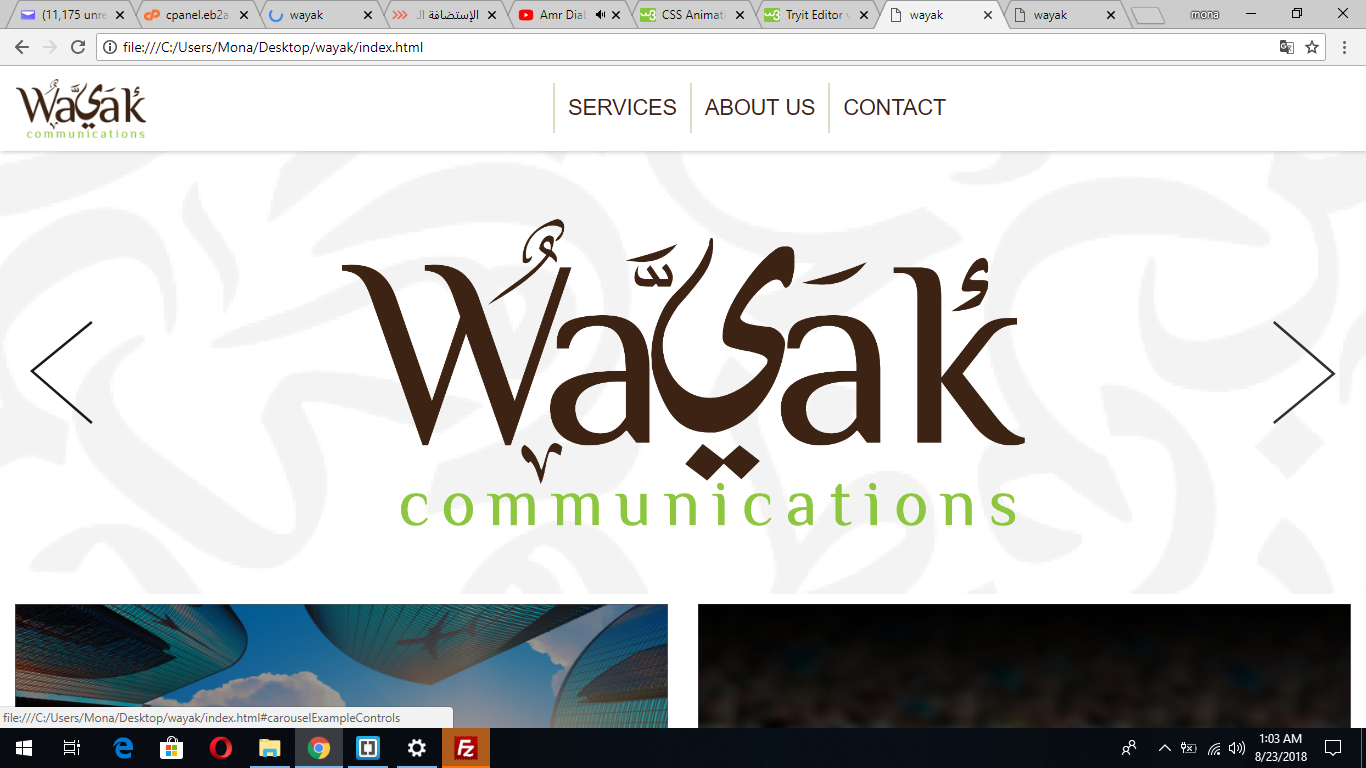 (11,175 unre
cpanel.eb2a
wayak
الإستضافة ال
Amr Dial
CSS Animati
Tryit Editor v
wayak
wayak
mona
file:///C:/Users/Mona/Desktop/wayak/index.html
Wayak
communications
SERVICES
ABOUT US
CONTACT
Wayak
communications
file:///C:/Users/Mona/Desktop/wayak/index.html#carouselExampleControls
1:03 AM
8/23/2018